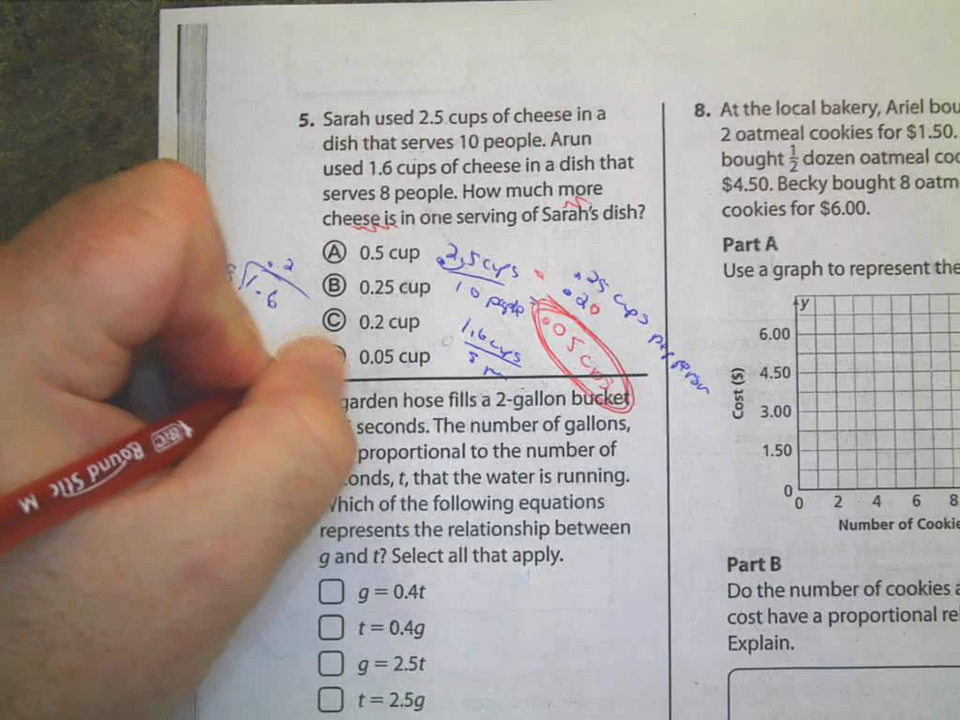 5. Sarah used 2.5 cups of cheese in a
dish that serves 10 people. Arun
used 1.6 cups of cheese in a dish that
serves 8 people. How much more
cheese is in one serving of Sarah's dish?
A 0.5 cup
B 0.25 cup
C 0.2 cup
0.05 cup
.2
1.6
2.5 cups
10 people
1.6 cups
8
.25 cups per person
.20
.05 cups
garden hose fills a 2-gallon bucket
seconds. The number of gallons,
proportional to the number of
onds, t, that the water is running.
Which of the following equations
represents the relationship between
g and t? Select all that apply.
g = 0.4t
t = 0.4g
g = 2.5t
t = 2.5g
8. At the local bakery, Ariel bou
2 oatmeal cookies for $1.50.
bought 1/2 dozen oatmeal coo
$4.50. Becky bought 8 oatm
cookies for $6.00.
Part A
Use a graph to represent the
y
6.00
4.50
3.00
1.50
0
Cost ($)
0 2 4 6 8
Number of Cookie
Part B
Do the number of cookies a
cost have a proportional rel
Explain.
BIC Round Stic M